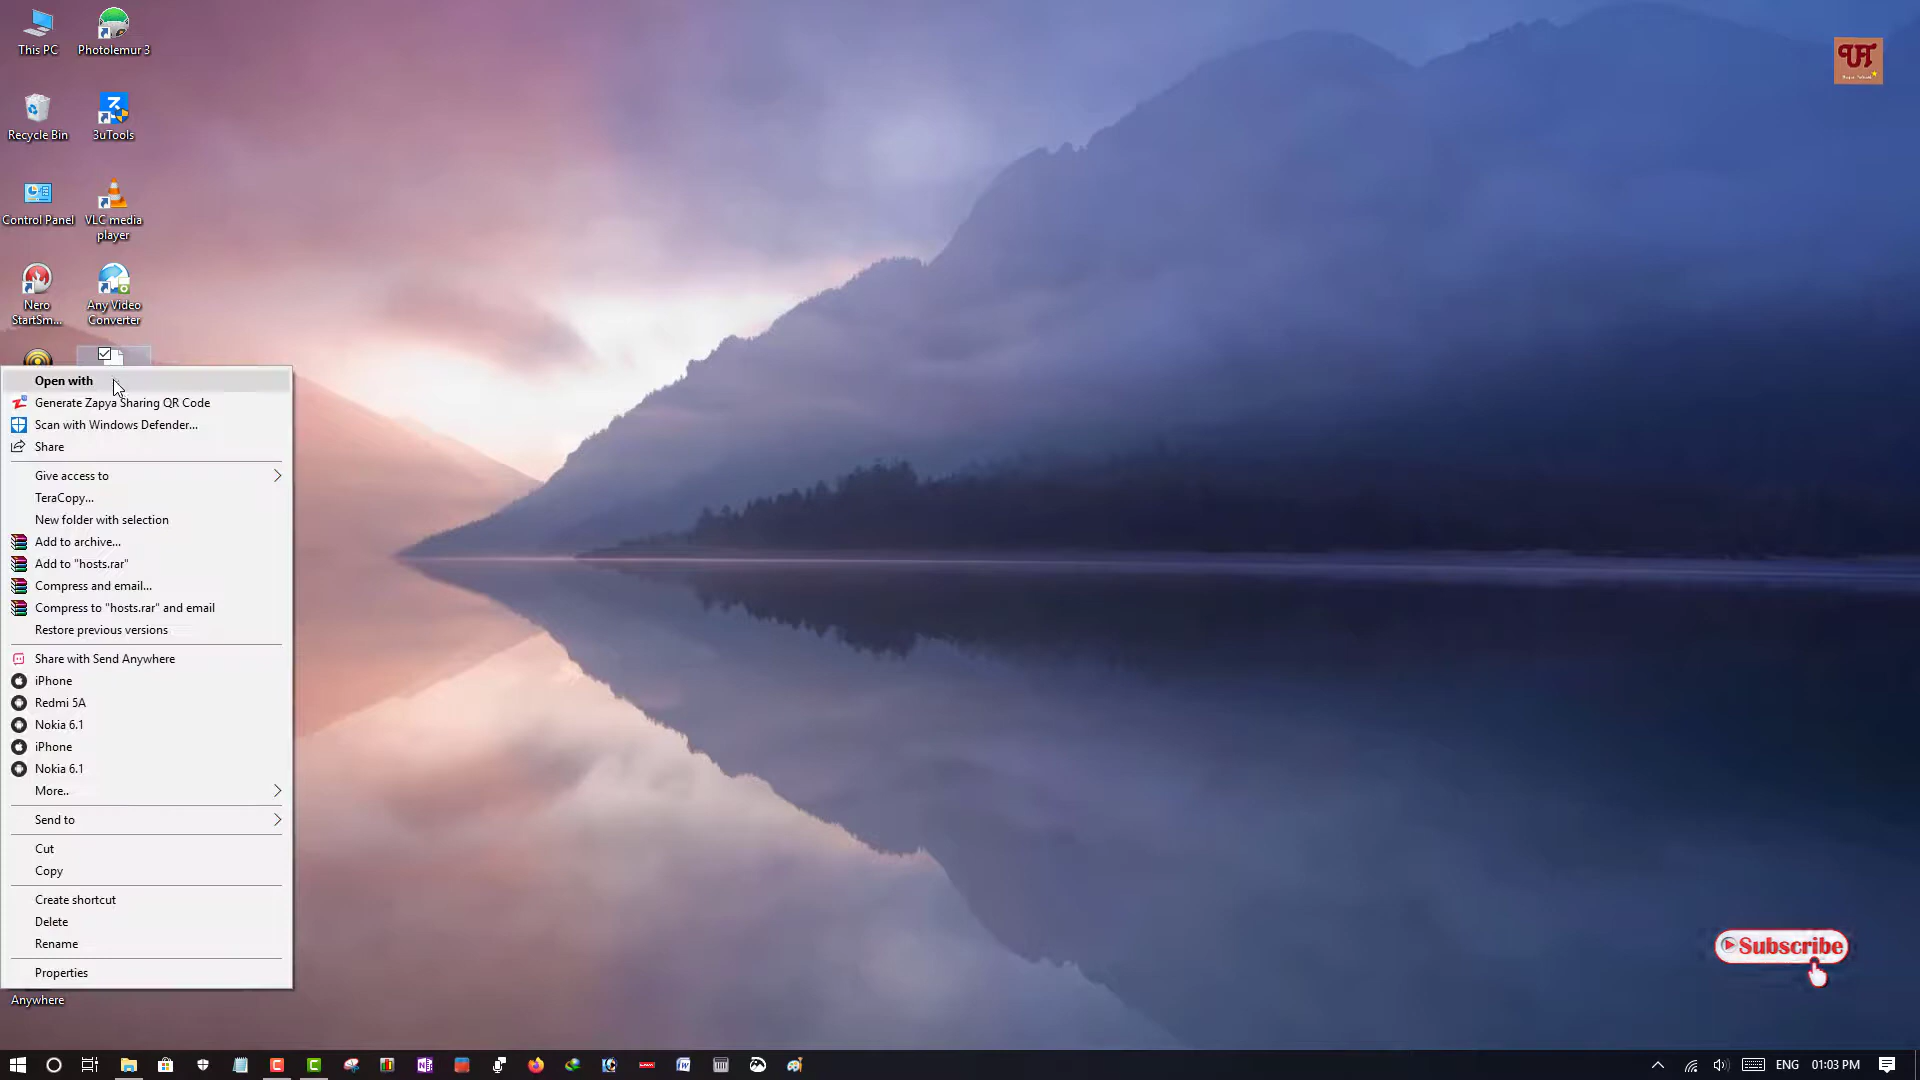 This PC
Photolemur 3
Recycle Bin
3uTools
Control Panel
VLC media
player
Nero
StartSm...
Any Video
Converter
Open with
Generate Zapya Sharing QR Code
Scan with Windows Defender...
Share
Give access to
TeraCopy...
New folder with selection
Add to archive...
Add to "hosts.rar"
Compress and email...
Compress to "hosts.rar" and email
Restore previous versions
Share with Send Anywhere
iPhone
Redmi 5A
Nokia 6.1
iPhone
Nokia 6.1
More..
Send to
Cut
Copy
Create shortcut
Delete
Rename
Properties
Anywhere
UT
Subscribe
ENG
01:03 PM